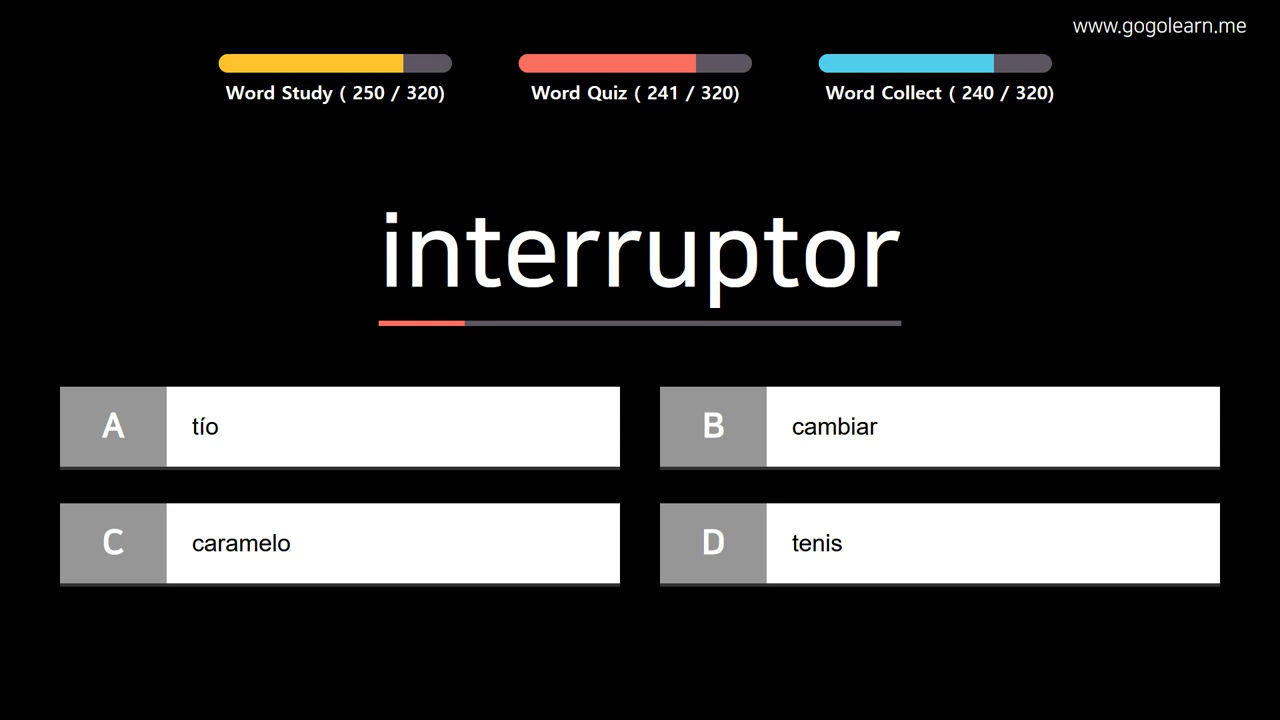 www.gogolearn.me
Word Study ( 250 / 320)
Word Quiz ( 241 / 320)
Word Collect ( 240 / 320)
interruptor
A tío
B cambiar
C caramelo
D tenis